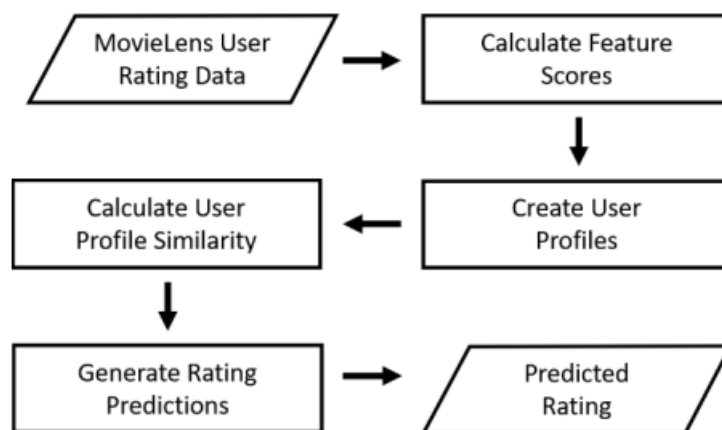 MovieLens User
Rating Data
Calculate Feature
Scores
Create User
Profiles
Calculate User
Profile Similarity
Generate Rating
Predictions
Predicted
Rating